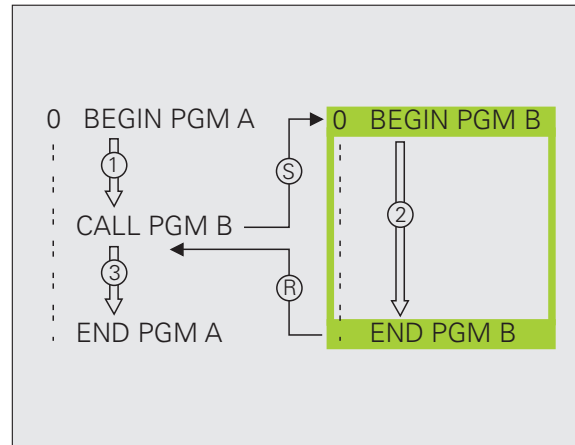 0 BEGIN PGM A
1
CALL PGM B
3
END PGM A
S
R
0 BEGIN PGM B
2
END PGM B